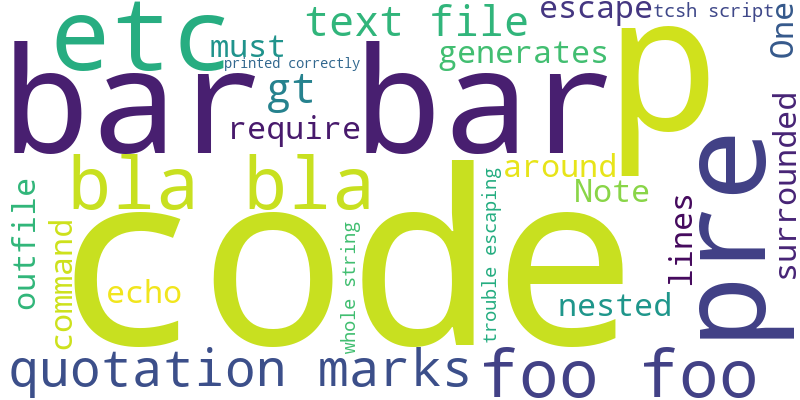 etc
text file
escape
tcsh script
One
must
printed correctly
generates
bar bar
p
gt
require
bla bla
around
Note
pre
surrounded
outfile
command
code
echo
whole string
trouble escaping
nested
lines
quotation marks
foo foo